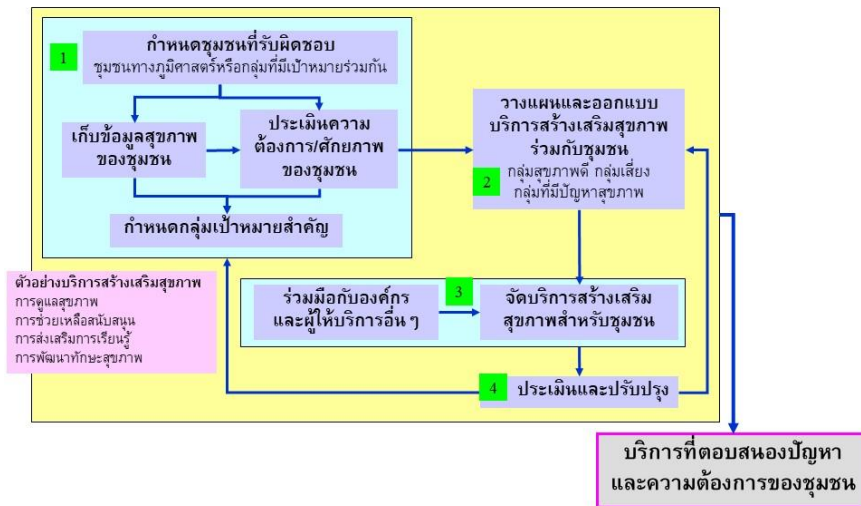 1
กำหนดชุมชนที่รับผิดชอบ
ชุมชนทางภูมิศาสตร์หรือกลุ่มที่มีเป้าหมายร่วมกัน
เก็บข้อมูลสุขภาพ
ของชุมชน
ประเมินความ
ต้องการ/ศักยภาพ
ของชุมชน
กำหนดกลุ่มเป้าหมายสำคัญ
วางแผนและออกแบบ
บริการสร้างเสริมสุขภาพ
ร่วมกับชุมชน
2
กลุ่มสุขภาพดี กลุ่มเสี่ยง
กลุ่มที่มีปัญหาสุขภาพ
ตัวอย่างบริการสร้างเสริมสุขภาพ
การดูแลสุขภาพ
การช่วยเหลือสนับสนุน
การส่งเสริมการเรียนรู้
การพัฒนาทักษะสุขภาพ
ร่วมมือกับองค์กร
และผู้ให้บริการอื่นๆ
3
จัดบริการสร้างเสริม
สุขภาพสำหรับชุมชน
4
ประเมินและปรับปรุง
บริการที่ตอบสนองปัญหา
และความต้องการของชุมชน